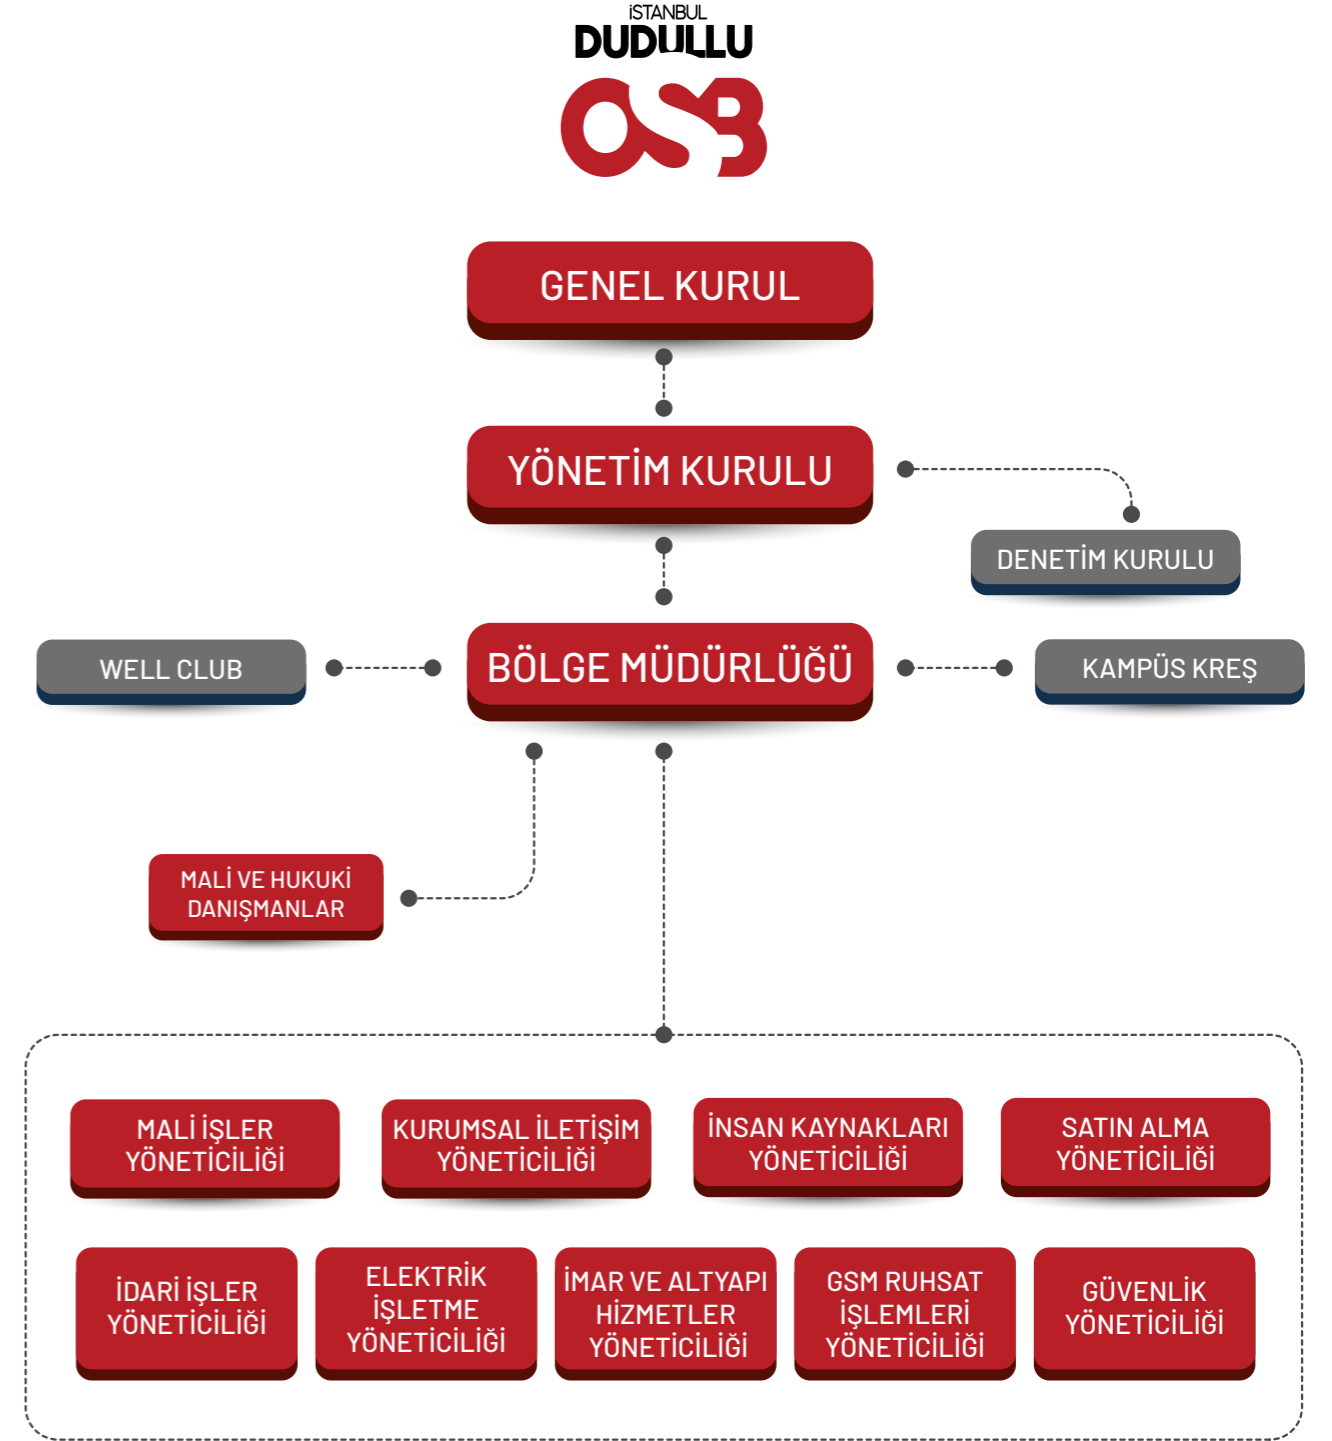 İSTANBUL
DUDULLU
OSB
GENEL KURUL
YÖNETİM KURULU
DENETİM KURULU
WELL CLUB
BÖLGE MÜDÜRLÜĞÜ
KAMPÜS KREŞ
MALİ VE HUKUKİ
DANIŞMANLAR
MALİ İŞLER
YÖNETİCİLİĞİ
KURUMSAL İLETİŞİM
YÖNETİCİLİĞİ
İNSAN KAYNAKLARI
YÖNETİCİLİĞİ
SATIN ALMA
YÖNETİCİLİĞİ
İDARİ İŞLER
YÖNETİCİLİĞİ
ELEKTRİK
İŞLETME
YÖNETİCİLİĞİ
İMAR VE ALTYAPI
HİZMETLER
YÖNETİCİLİĞİ
GSM RUHSAT
İŞLEMLERİ
YÖNETİCİLİĞİ
GÜVENLİK
YÖNETİCİLİĞİ